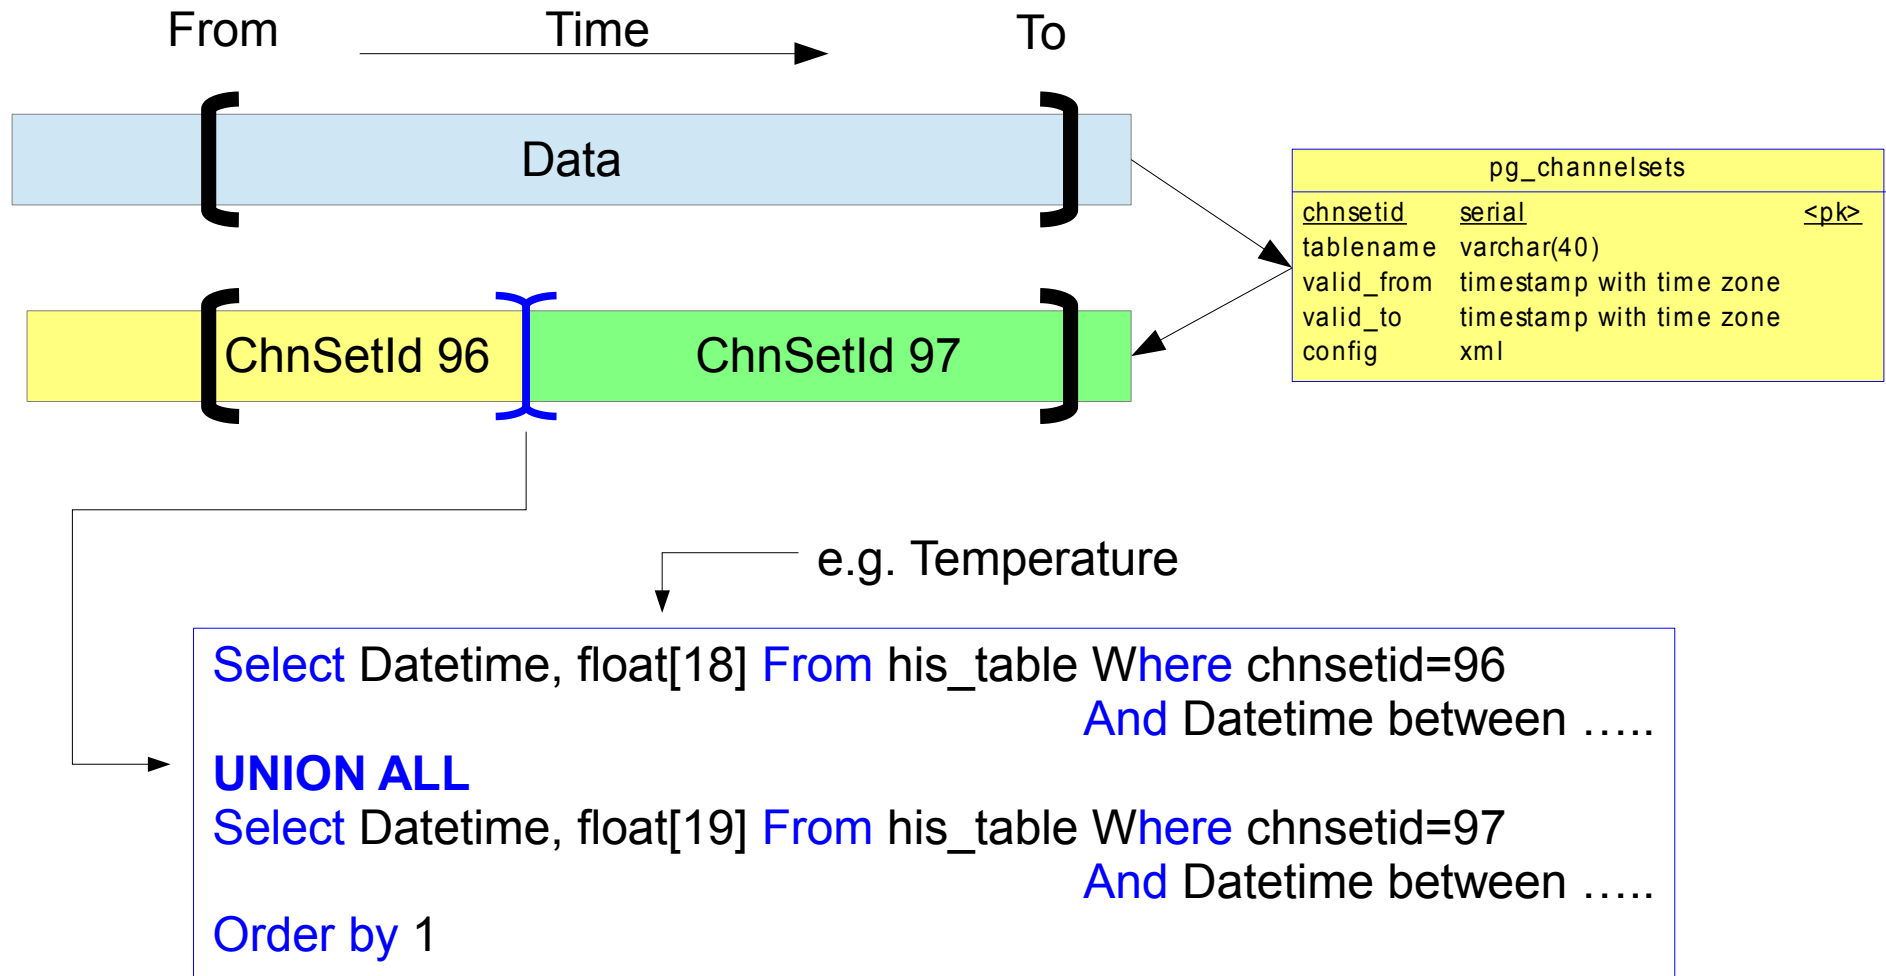 From Time To
Data
pg_channelsets
chnsetid serial <pk>
tablename varchar(40)
valid_from timestamp with time zone
valid_to timestamp with time zone
config xml
ChnSetId 96 ChnSetId 97
e.g. Temperature
Select Datetime, float[18] From his_table Where chnsetid=96
And Datetime between …..
UNION ALL
Select Datetime, float[19] From his_table Where chnsetid=97
And Datetime between …..
Order by 1